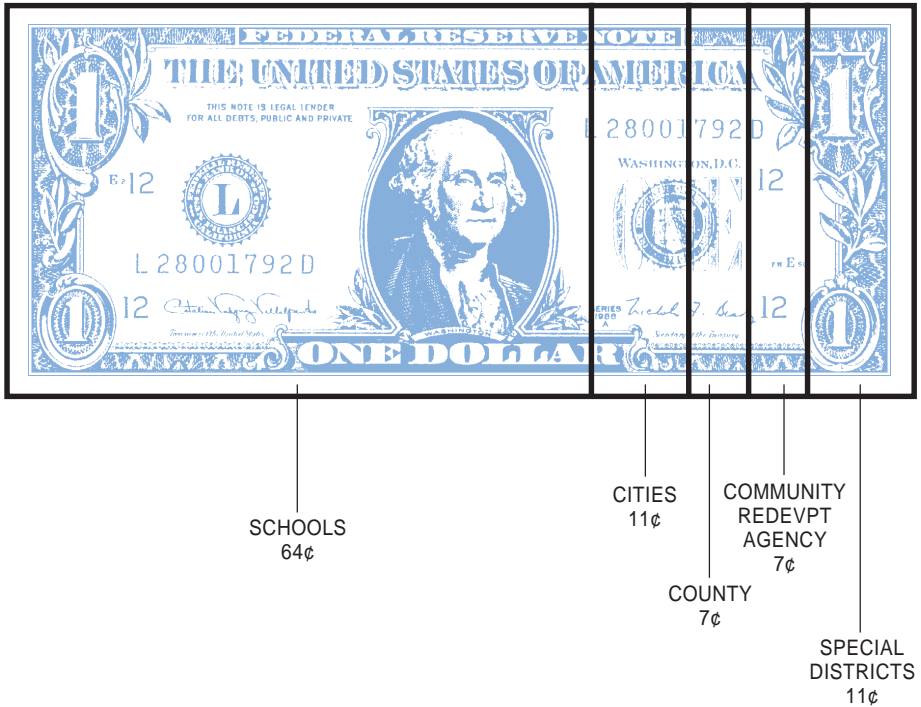 FEDERAL RESERVE NOTE
THE UNITED STATES OF AMERICA
THIS NOTE IS LEGAL TENDER
FOR ALL DEBTS, PUBLIC AND PRIVATE
L 28001792 D
WASHINGTON, D.C.
12
12
L
L 28001792 D
12
12
SERIES
1988
A
WASHINGTON
ONE DOLLAR
1
1
1
1
SCHOOLS
64¢
CITIES
11¢
COUNTY
7¢
COMMUNITY
REDEVPT
AGENCY
7¢
SPECIAL
DISTRICTS
11¢